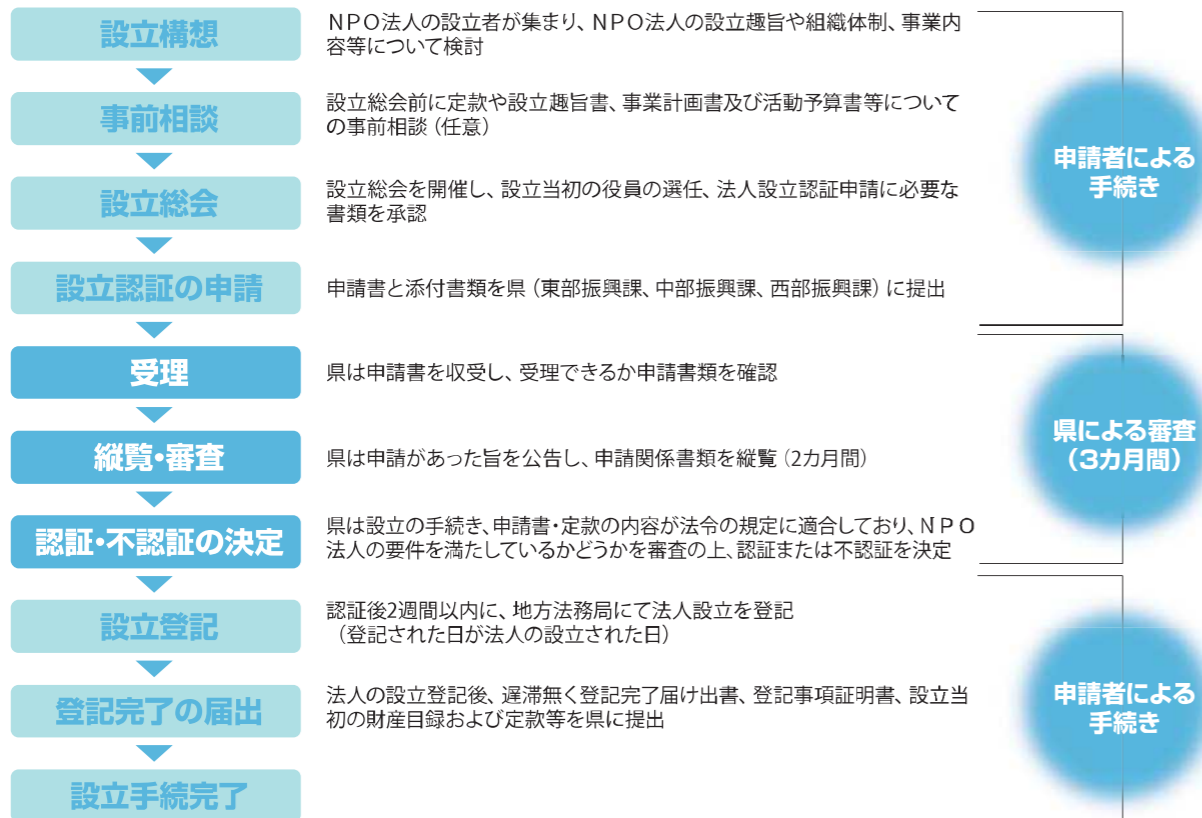 設立構想
NPO法人の設立者が集まり、NPO法人の設立趣旨や組織体制、事業内
容等について検討
事前相談
設立総会前に定款や設立趣旨書、事業計画書及び活動予算書等について
の事前相談（任意）
設立総会
設立総会を開催し、設立当初の役員の選任、法人設立認証申請に必要な
書類を承認
設立認証の申請
申請書と添付書類を県（東部振興課、中部振興課、西部振興課）に提出
申請者による
手続き
受理
県は申請書を収受し、受理できるか申請書類を確認
縦覧・審査
県は申請があった旨を公告し、申請関係書類を縦覧（2カ月間）
認証・不認証の決定
県は設立の手続き、申請書・定款の内容が法令の規定に適合しており、NPO
法人の要件を満たしているかどうかを審査の上、認証または不認証を決定
県による審査
（3カ月間）
設立登記
認証後2週間以内に、地方法務局にて法人設立を登記
（登記された日が法人の設立された日）
登記完了の届出
法人の設立登記後、遅滞無く登記完了届け出書、登記事項証明書、設立当
初の財産目録および定款等を県に提出
設立手続完了
申請者による
手続き